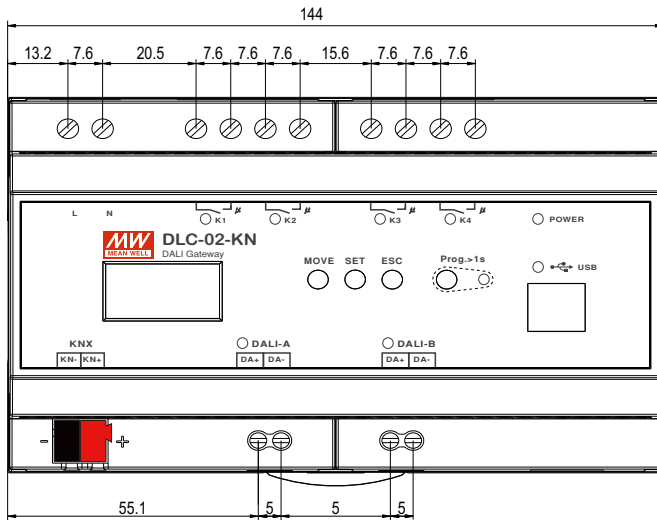 144
13.2 7.6 20.5 7.6 7.6 7.6 15.6 7.6 7.6 7.6
L N K1 μ K2 μ K3 μ K4 μ POWER
MW
MEAN WELL
DLC-02-KN
DALI Gateway
MOVE SET ESC Prog.>1s USB
KNX DALI-A DALI-B
KN- KN+ DA+ DA- DA+ DA-
- +
55.1 5 5 5